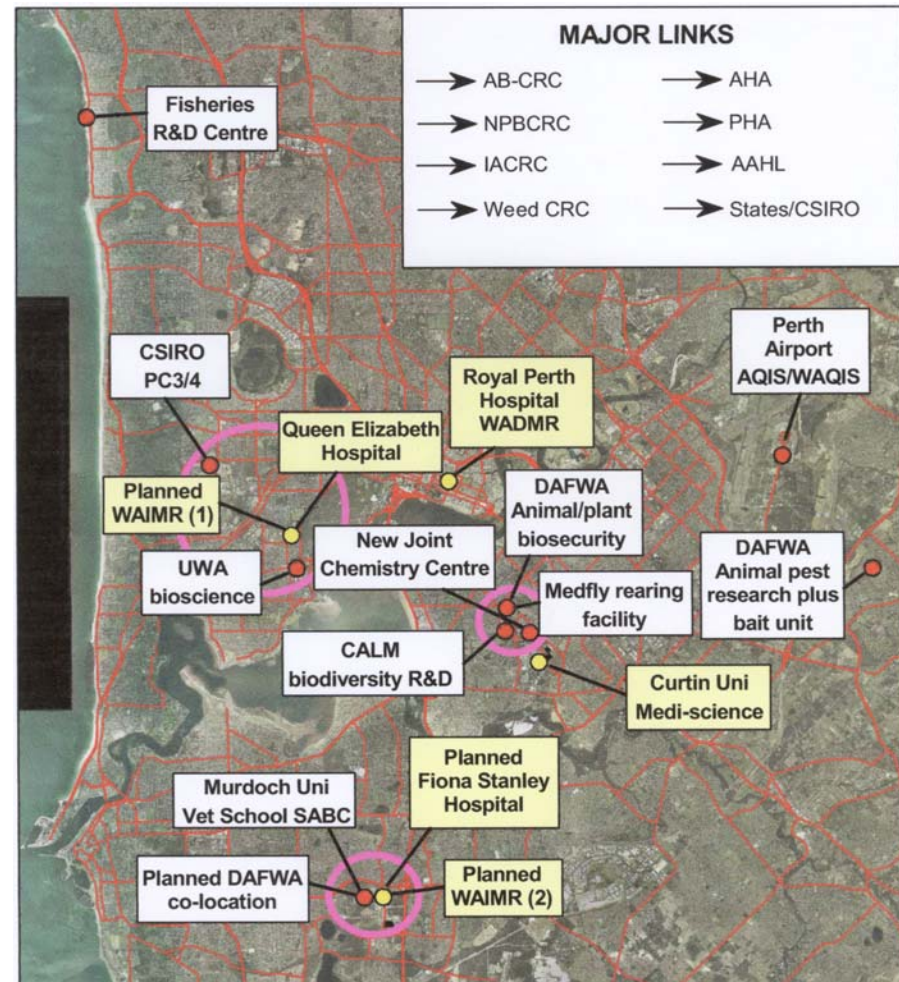 MAJOR LINKS
AB-CRC
AHA
NPBCRC
PHA
IACRC
AAHL
Weed CRC
States/CSIRO
Fisheries
R&D Centre
CSIRO
PC3/4
Royal Perth
Hospital
WADMR
Perth
Airport
AQIS/WAQIS
Queen Elizabeth
Hospital
Planned
WAIMR (1)
DAFWA
Animal/plant
biosecurity
New Joint
Chemistry Centre
UWA
bioscience
Medfly rearing
facility
DAFWA
Animal pest
research plus
bait unit
CALM
biodiversity R&D
Curtin Uni
Medi-science
Planned
Fiona Stanley
Hospital
Murdoch Uni
Vet School SABC
Planned DAFWA
co-location
Planned
WAIMR (2)